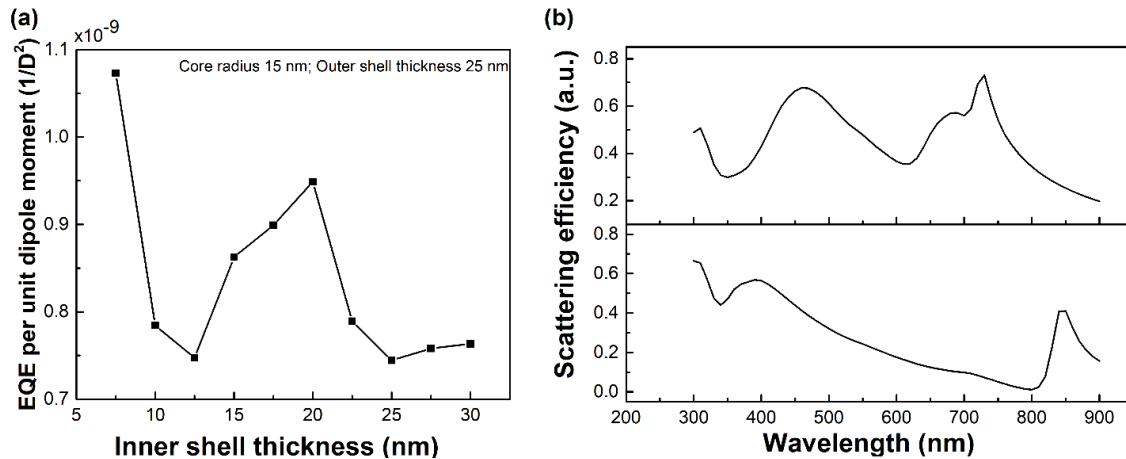 (a)
×10⁻⁹
1.1
1.0
0.9
0.8
0.7
EQE per unit dipole moment (1/D²)
Core radius 15 nm; Outer shell thickness 25 nm
5 10 15 20 25 30
Inner shell thickness (nm)
(b)
Scattering efficiency (a.u.)
0.8
0.6
0.4
0.2
0.8
0.6
0.4
0.2
0.0
200 300 400 500 600 700 800 900
Wavelength (nm)